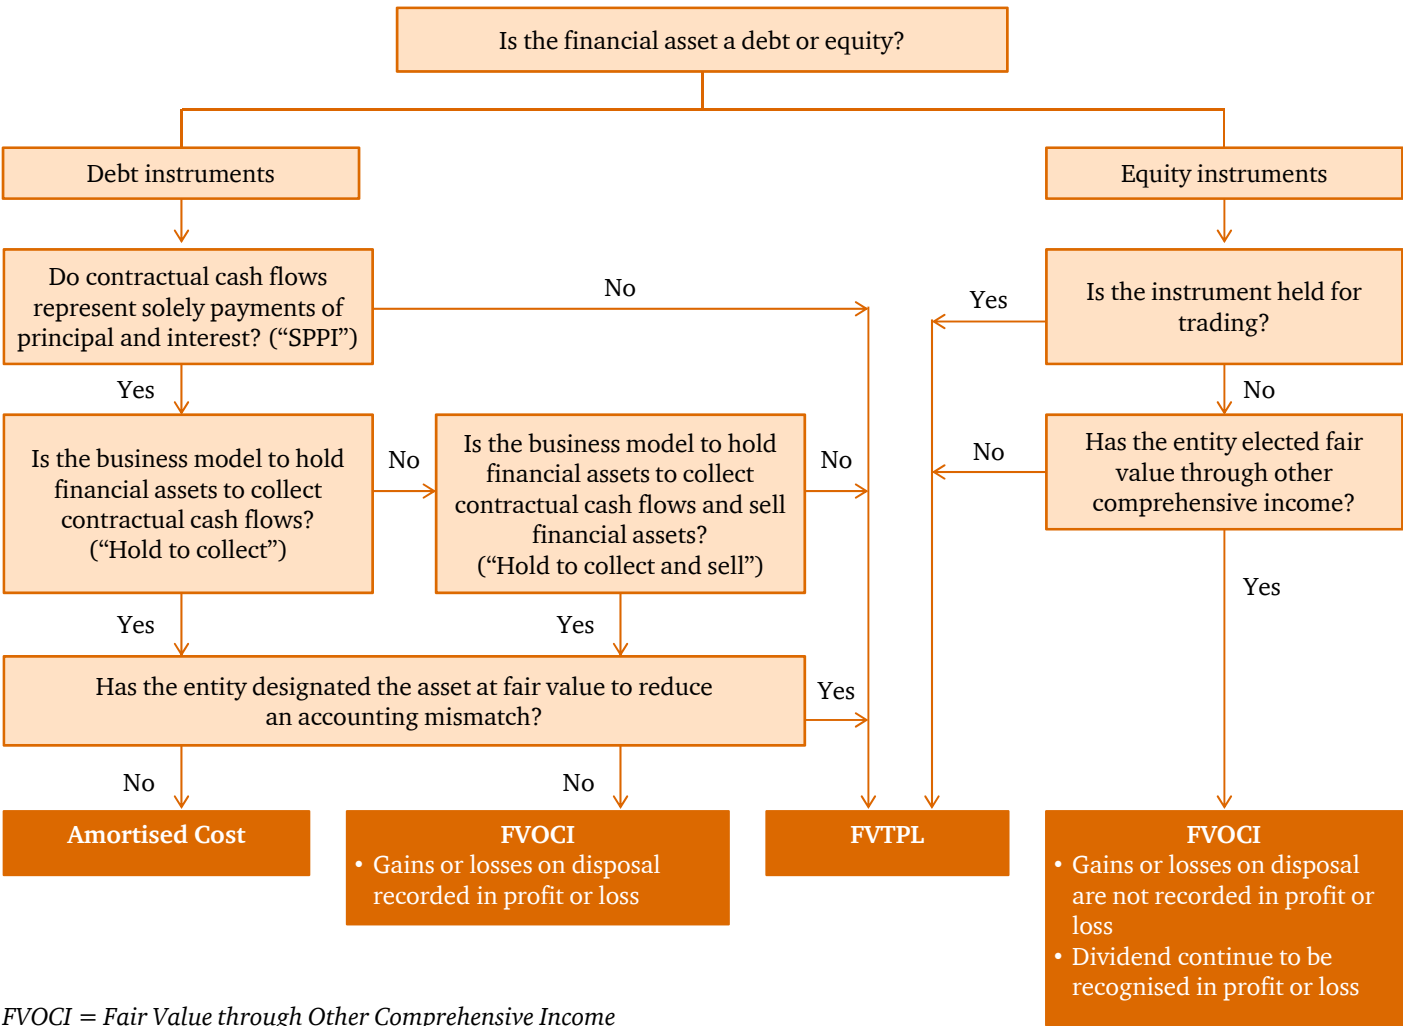 Is the financial asset a debt or equity?
Debt instruments
Equity instruments
Do contractual cash flows
represent solely payments of
principal and interest? (“SPPI”)
No
Yes
Is the instrument held for
trading?
Yes
No
Is the business model to hold
financial assets to collect
contractual cash flows?
(“Hold to collect”)
No
Is the business model to hold
financial assets to collect
contractual cash flows and sell
financial assets?
(“Hold to collect and sell”)
No
No
Has the entity elected fair
value through other
comprehensive income?
Yes
Yes
Yes
Has the entity designated the asset at fair value to reduce
an accounting mismatch?
Yes
No
No
Amortised Cost
FVOCI
• Gains or losses on disposal
recorded in profit or loss
FVTPL
FVOCI
• Gains or losses on disposal
are not recorded in profit or
loss
• Dividend continue to be
recognised in profit or loss
FVOCI = Fair Value through Other Comprehensive Income